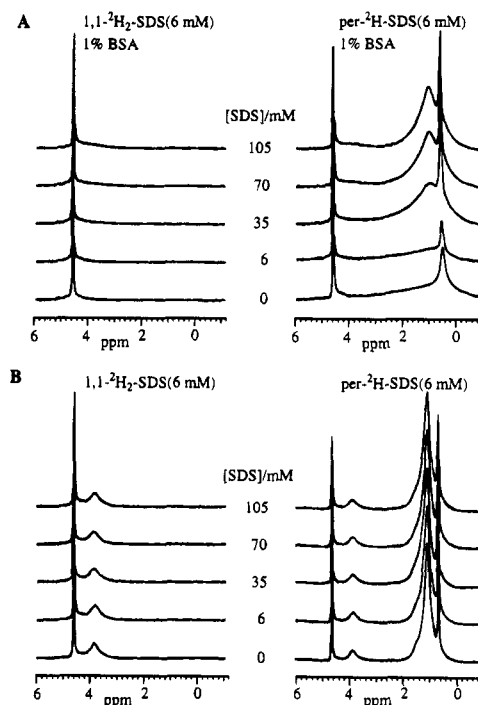 A
1,1-²H₂-SDS(6 mM)
1% BSA
per-²H-SDS(6 mM)
1% BSA
[SDS]/mM
105
70
35
6
0
6 4 2 0
ppm
6 4 2 0
ppm
B
1,1-²H₂-SDS(6 mM)
per-²H-SDS(6 mM)
[SDS]/mM
105
70
35
6
0
6 4 2 0
ppm
6 4 2 0
ppm